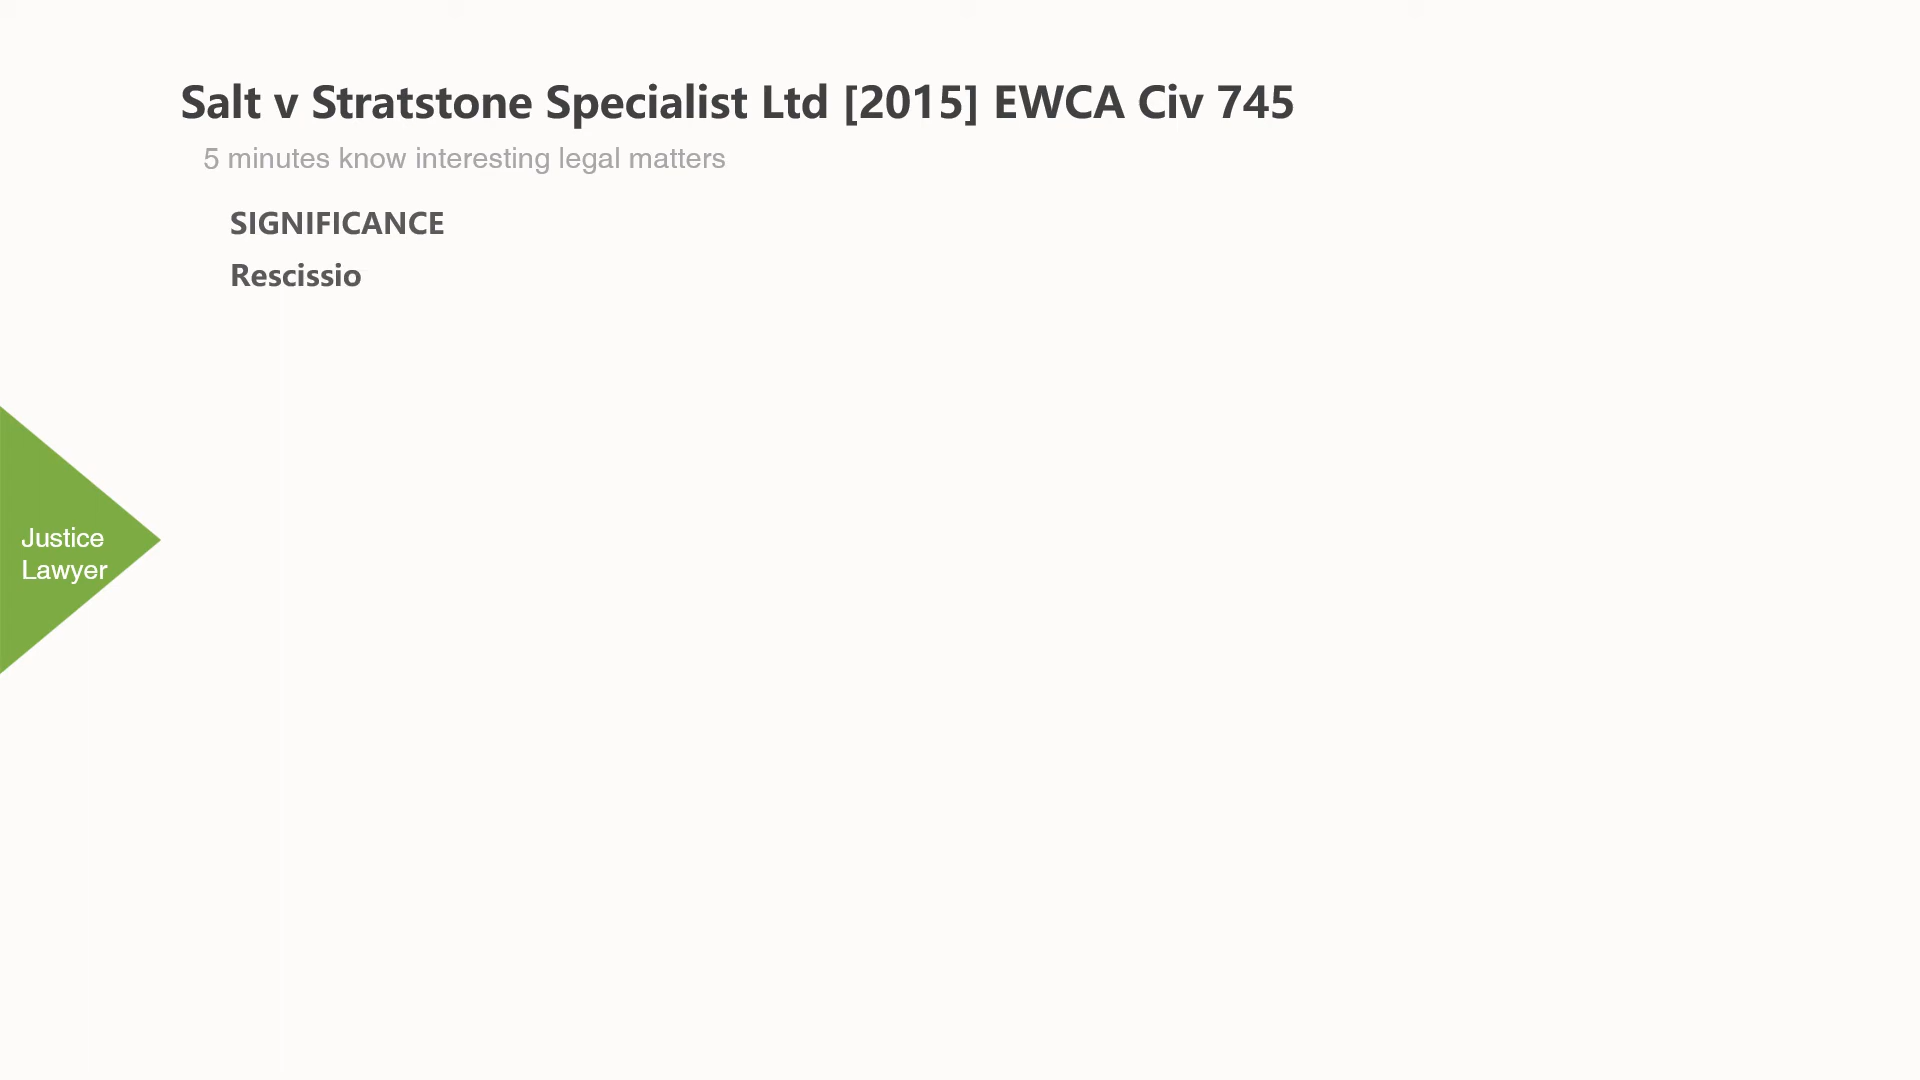 Salt v Stratstone Specialist Ltd [2015] EWCA Civ 745
5 minutes know interesting legal matters
SIGNIFICANCE
Rescissio
Justice
Lawyer